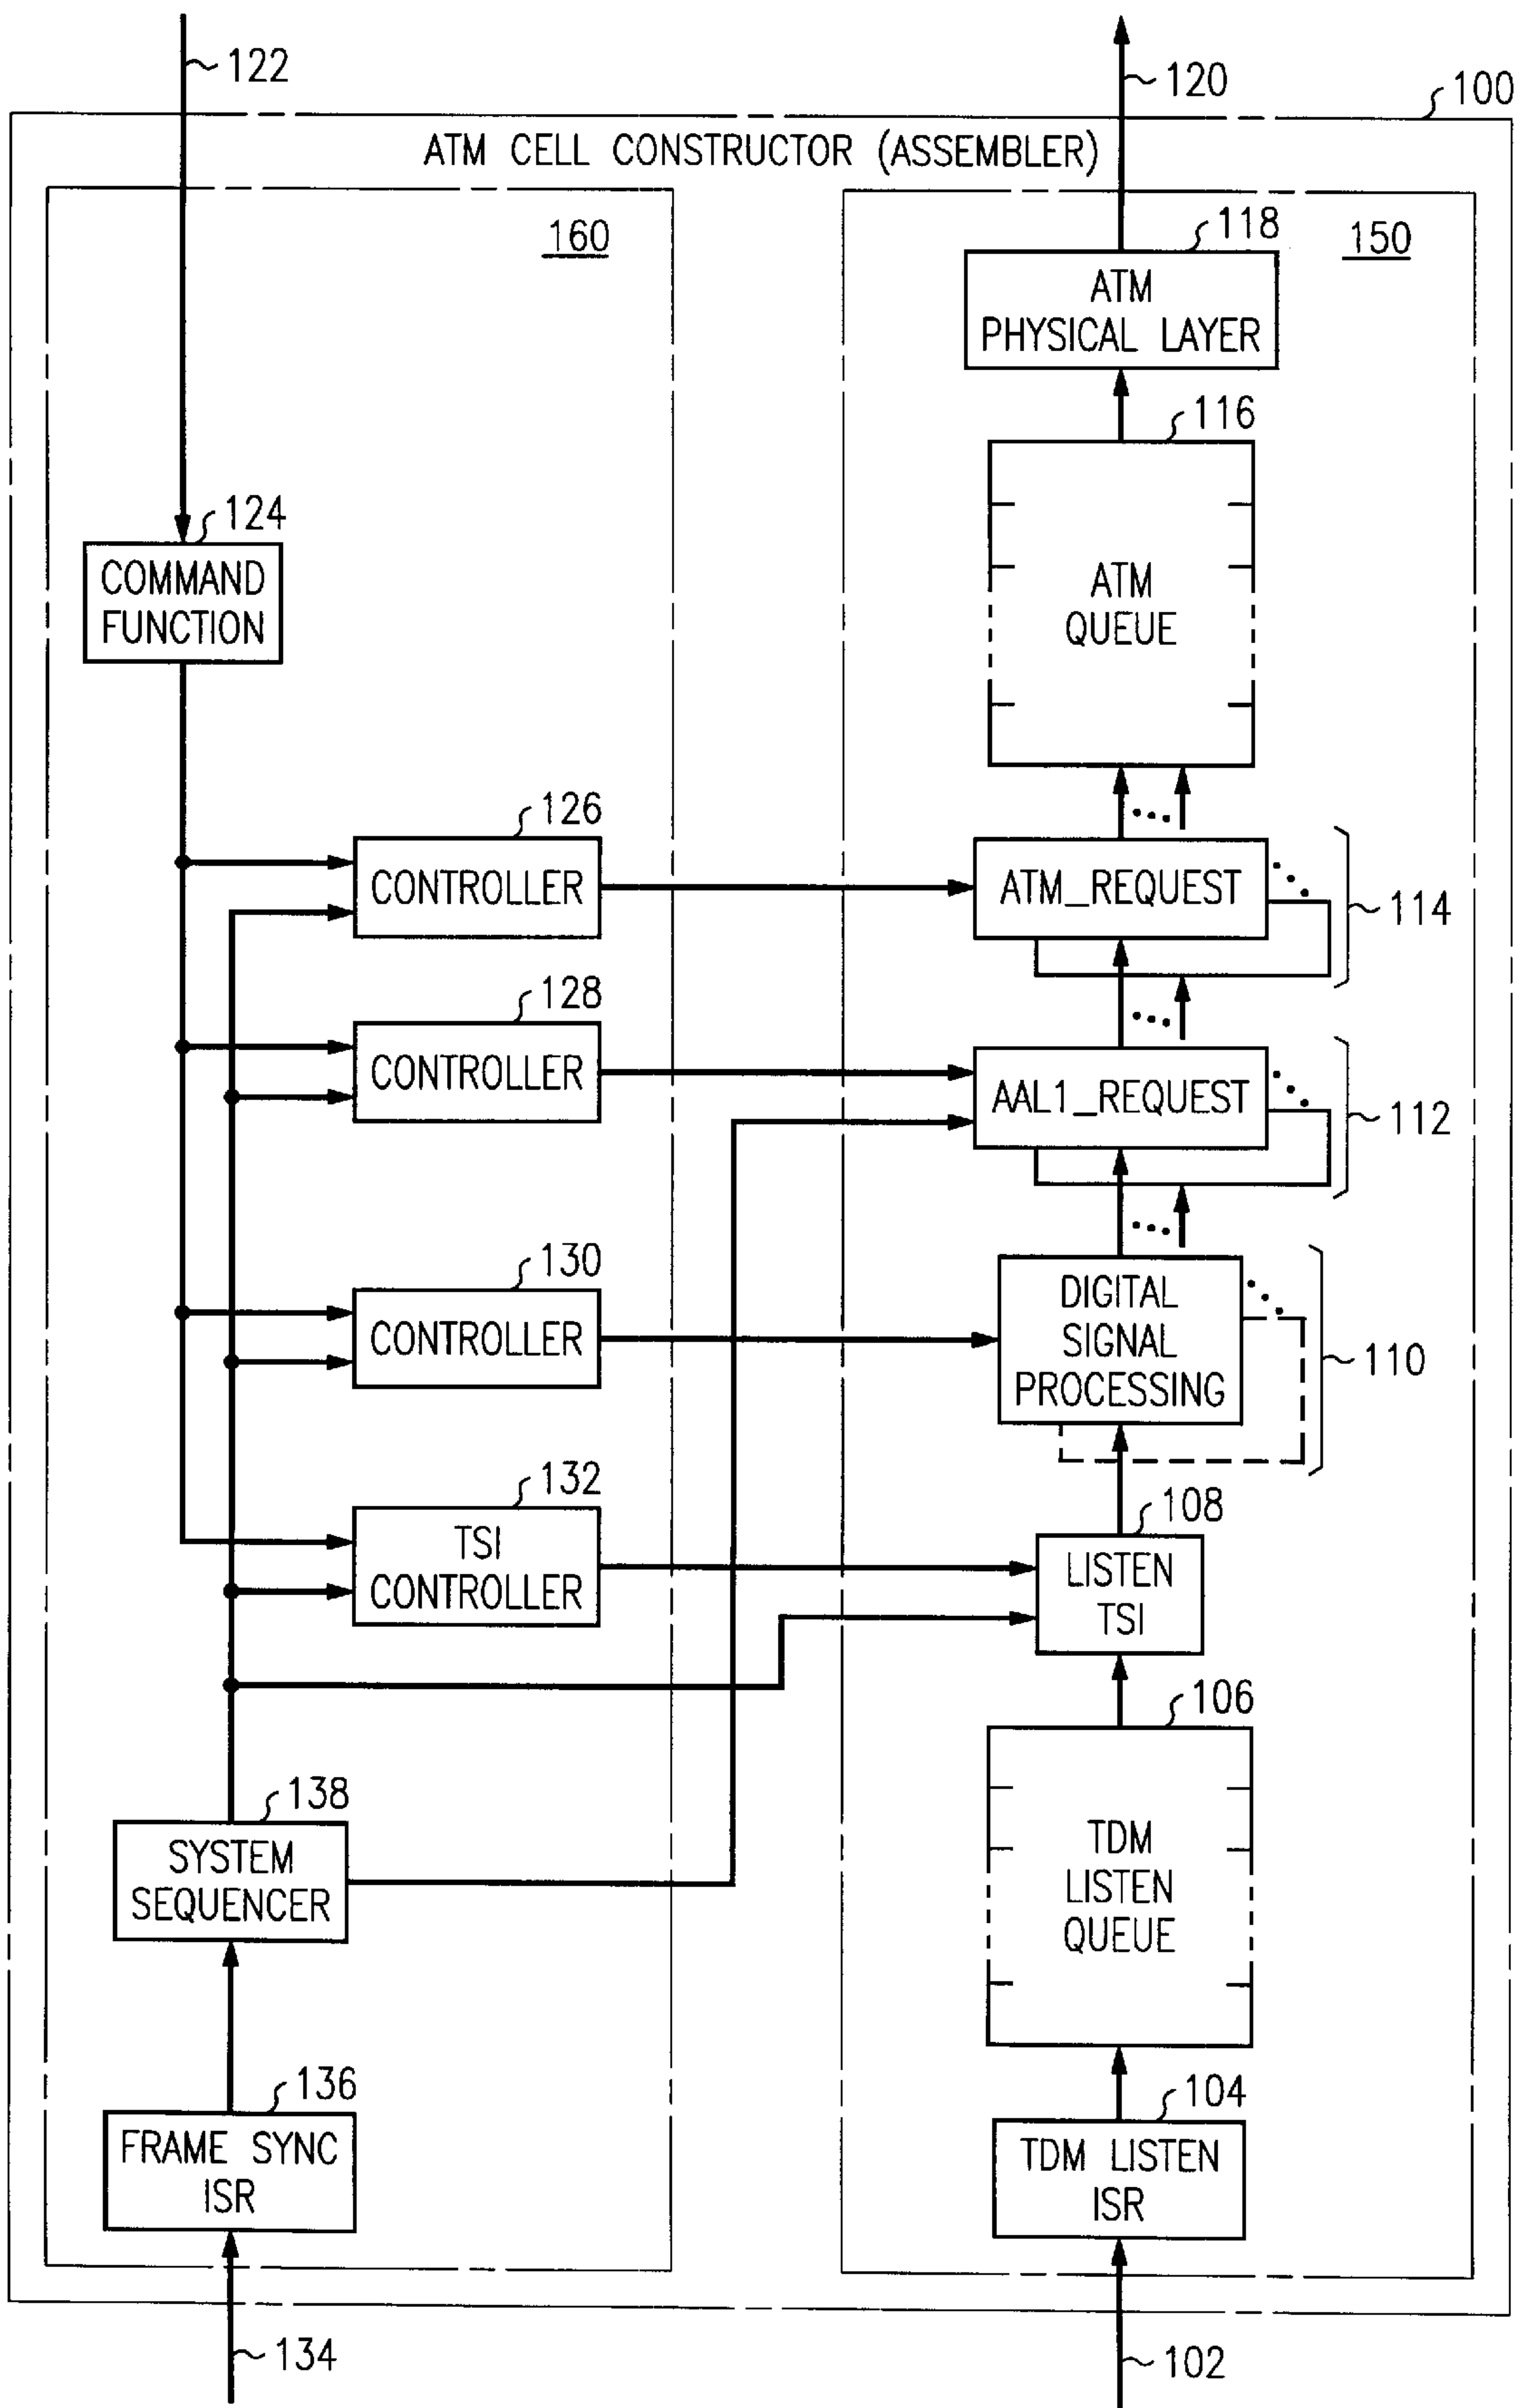 122
120
100
ATM CELL CONSTRUCTOR (ASSEMBLER)
160
118
150
ATM
PHYSICAL LAYER
116
124
COMMAND
FUNCTION
ATM
QUEUE
126
CONTROLLER
ATM_REQUEST
114
128
CONTROLLER
AAL1_REQUEST
112
130
CONTROLLER
DIGITAL
SIGNAL
PROCESSING
110
132
TSI
CONTROLLER
108
LISTEN
TSI
106
138
SYSTEM
SEQUENCER
TDM
LISTEN
QUEUE
136
FRAME SYNC
ISR
104
TDM LISTEN
ISR
134
102